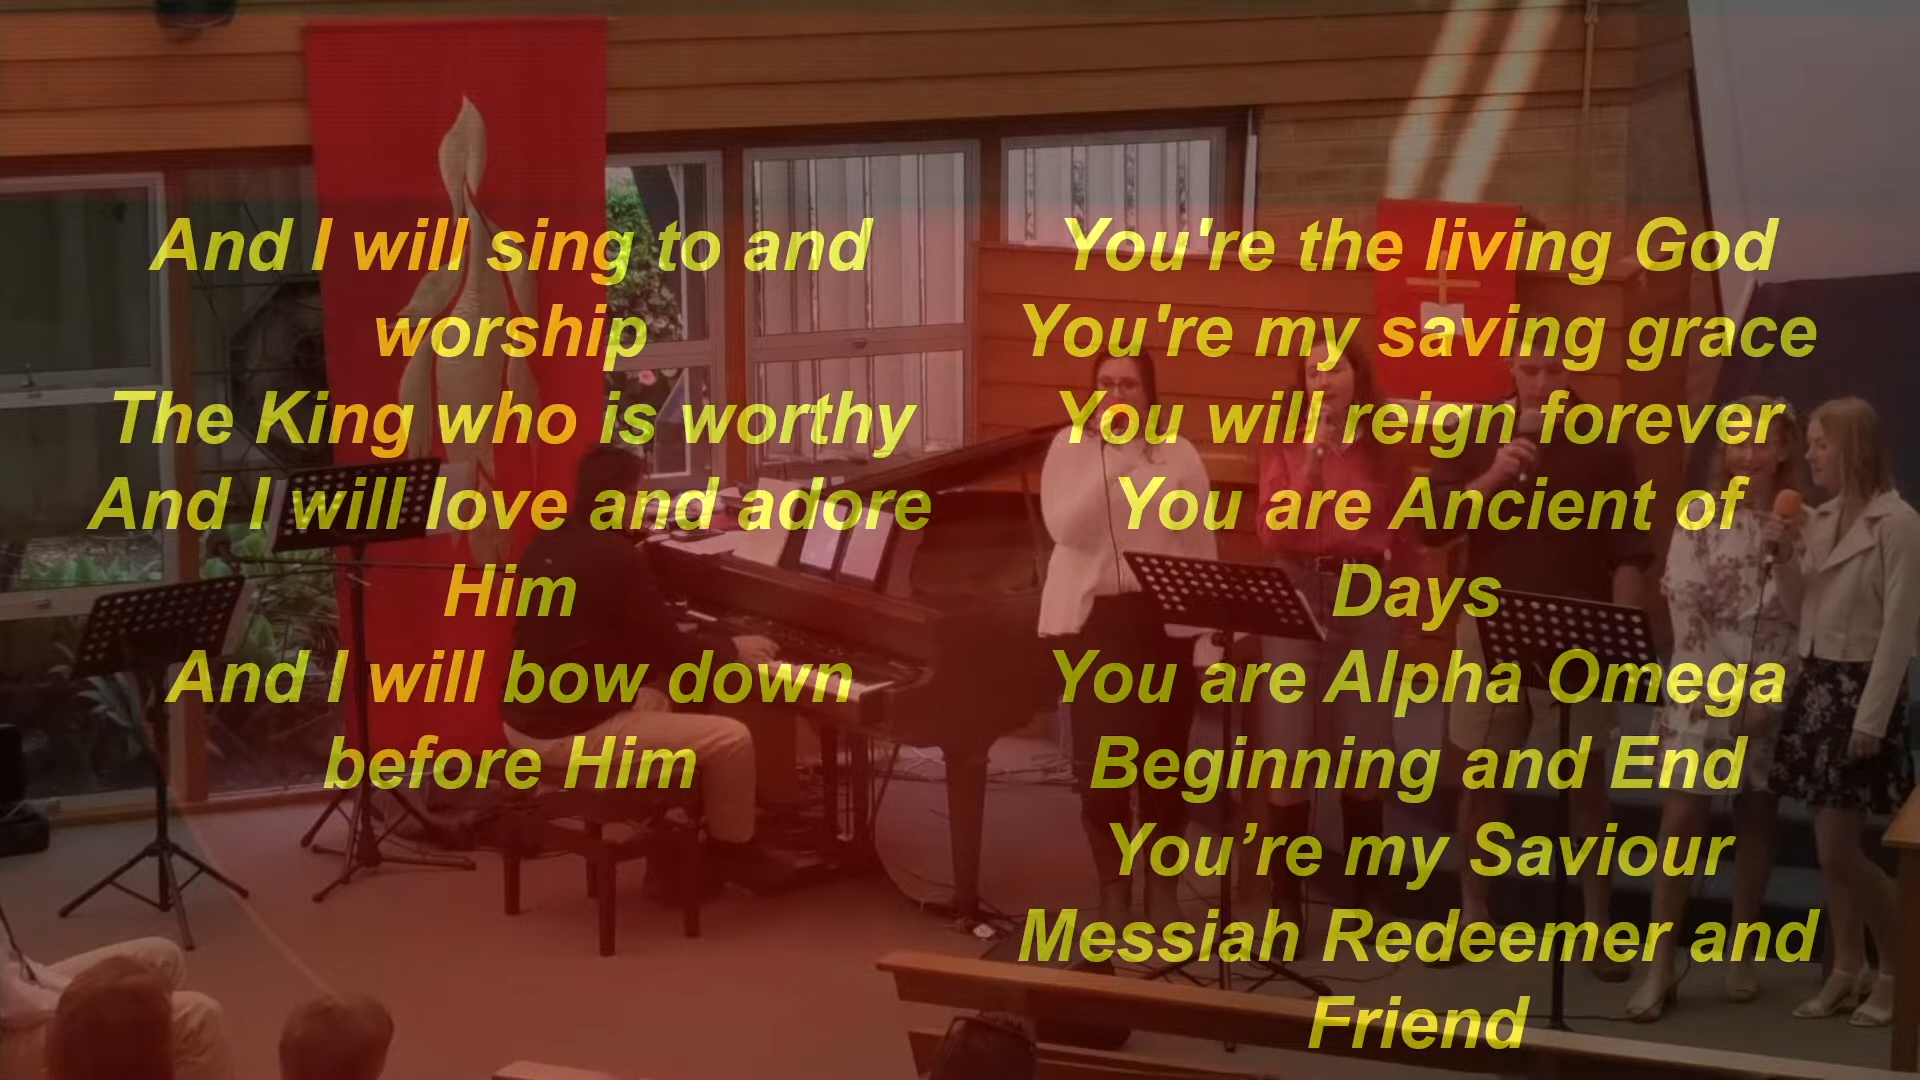 And I will sing to and
worship
The King who is worthy
And I will love and adore
Him
And I will bow down
before Him
You're the living God
You're my saving grace
You will reign forever
You are Ancient of
Days
You are Alpha Omega
Beginning and End
You’re my Saviour
Messiah Redeemer and
Friend